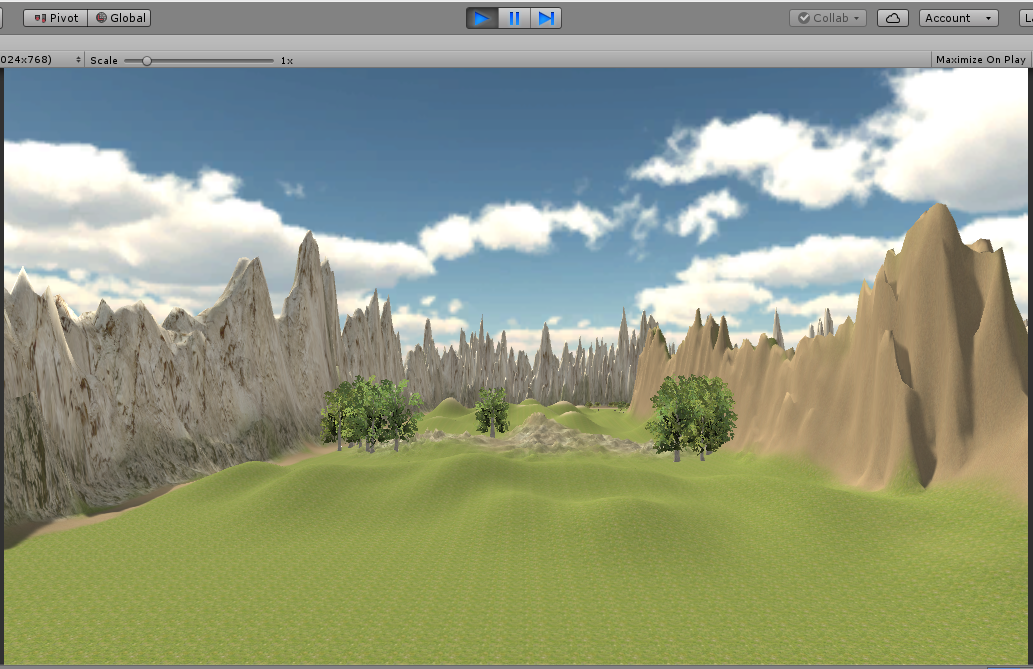 Pivot Global Collab Account
024x768) Scale 1x Maximize On Play